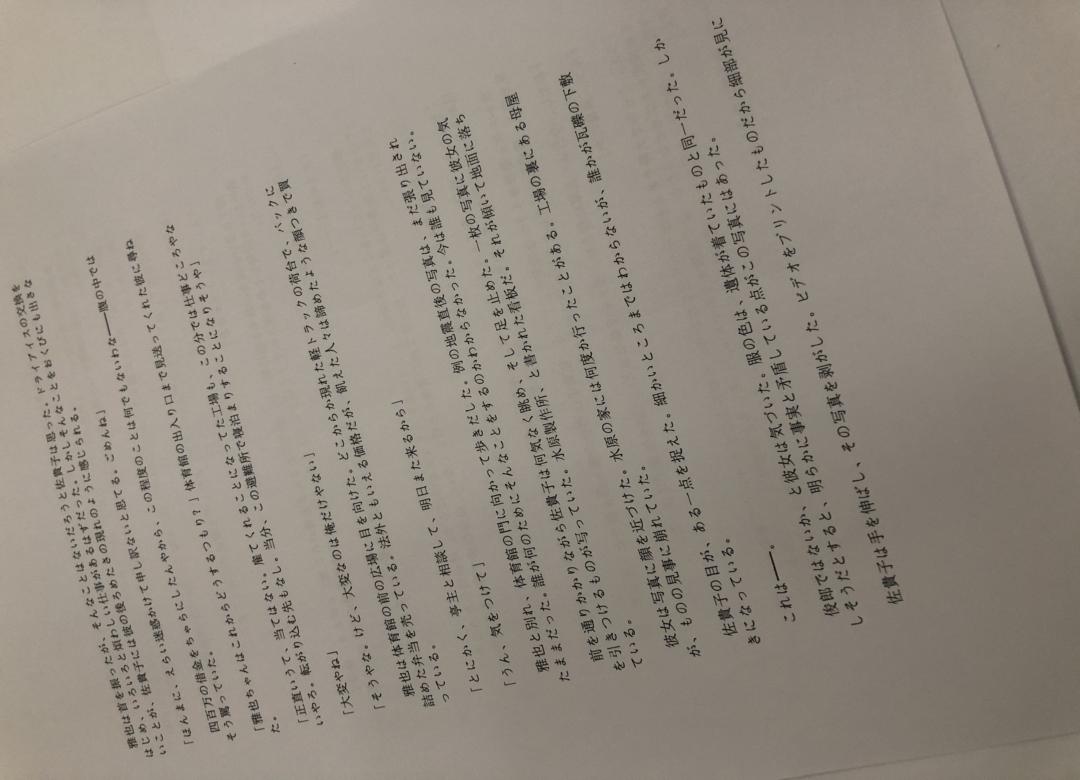 雅也は首を振ったが、そんなことはないだろうと佐貴子は思った。ドライアイスの交換を
はじめ、いろいろと煩わしい仕事があるはずだった。しかしそんなことをおくびにも出さな
いことが、佐貴子には彼の後ろめたさの現れのように感じられる。
「ほんまに、えらい迷惑かけて申し訳ないと思てる。ごめんね」
四百万の借金をちゃらにしたんやから、この程度のことは何でもないわな――腹の中では
そう罵っていた。
「雅也ちゃんはこれからどうするつもり？」体育館の出入り口まで見送ってくれた彼に尋ね
た。
「正直いうて、当てはない。雇てくれることになってた工場も、この分では仕事どころやな
いやろ。転がり込む先もなし。当分、この避難所で寝泊まりすることになりそうや」
「大変やね」
「そうやな。けど、大変なのは俺だけやない」
雅也は体育館の前の広場に目を向けた。どこからか現れた軽トラックの荷台で、パックに
詰めた弁当を売っている。法外ともいえる価格だが、飢えた人々は諦めたような顔つきで買
っている。
「とにかく、亭主と相談して、明日また来るから」
「うん、気をつけて」
雅也と別れ、体育館の門に向かって歩きだした。例の地震直後の写真は、まだ張り出され
たままだった。誰が何のためにそんなことをするのかわからなかった。今は誰も見ていない。
前を通りかかりながら佐貴子は何気なく眺め、そして足を止めた。一枚の写真に彼女の気
を引きつけるものが写っていた。水原製作所、と書かれた看板だ。それが傾いて地面に落ち
ている。
彼女は写真に顔を近づけた。水原の家には何度か行ったことがある。工場の裏にある母屋
が、ものの見事に崩れていた。細かいところまではわからないが、誰かが瓦礫の下敷
きになっている。
佐貴子の目が、ある一点を捉えた。
これは――。
俊郎ではないか、と彼女は気づいた。服の色は、遺体が着ていたものと同一だった。しか
しそうだとすると、明らかに事実と矛盾している点がこの写真にはあった。
佐貴子は手を伸ばし、その写真を剥がした。ビデオをプリントしたものだから細部が見に